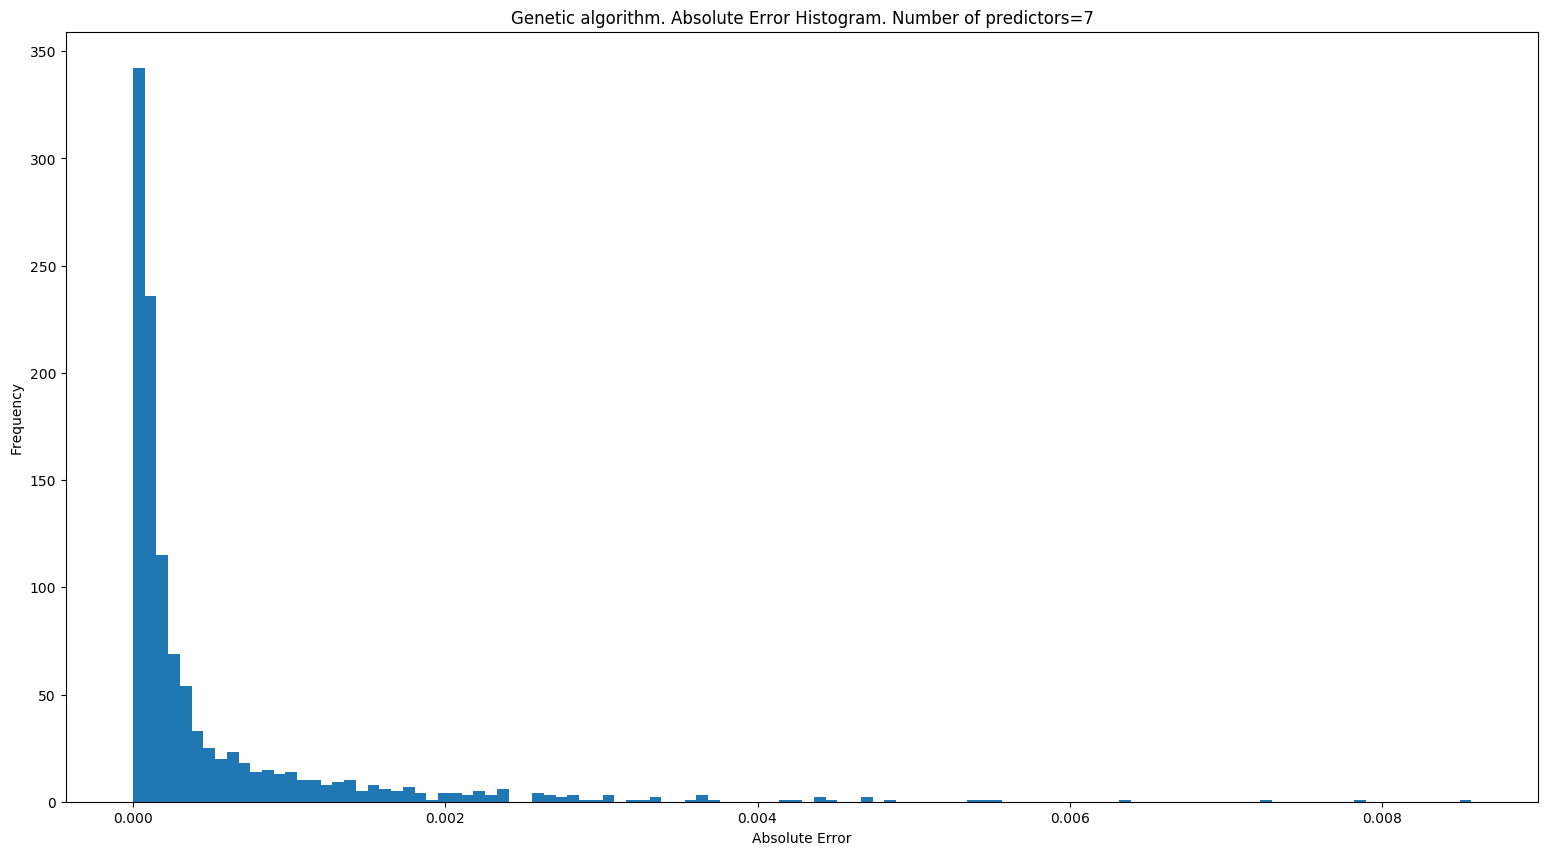 Genetic algorithm. Absolute Error Histogram. Number of predictors=7
350
300
250
200
150
100
50
0
Frequency
0.000 0.002 0.004 0.006 0.008
Absolute Error